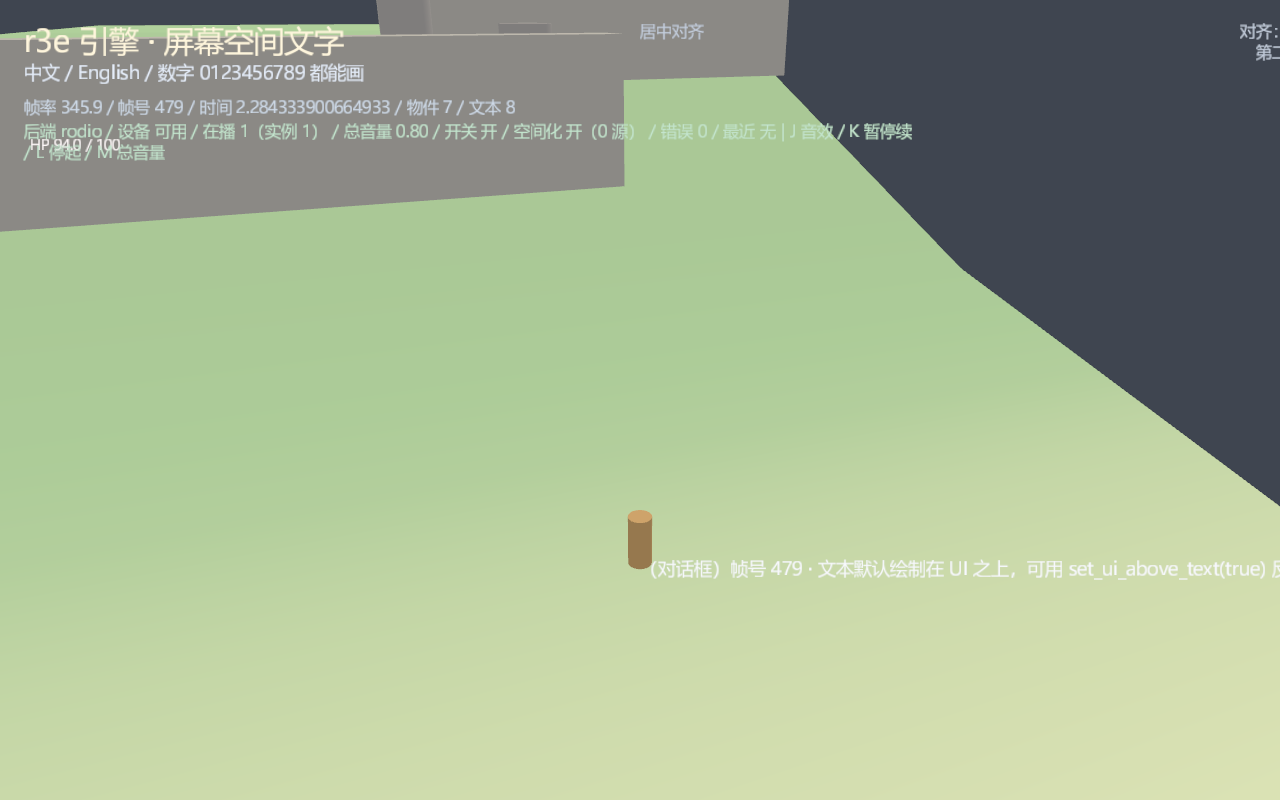 r3e 引擎 · 屏幕空间文字
居中对齐
对齐:
第二
中文 / English / 数字 0123456789 都能画
帧率 345.9 / 帧号 479 / 时间 2.284333900664933 / 物件 7 / 文本 8
后端 rodio / 设备 可用 / 在播 1（实例 1） / 总音量 0.80 / 开关 开 / 空间化 开（0 源） / 错误 0 / 最近 无 | J 音效 / K 暂停续
/ L 停起 / M 总音量
HP 94.0 / 100
（对话框）帧号 479 · 文本默认绘制在 UI 之上，可用 set_ui_above_text(true) 反